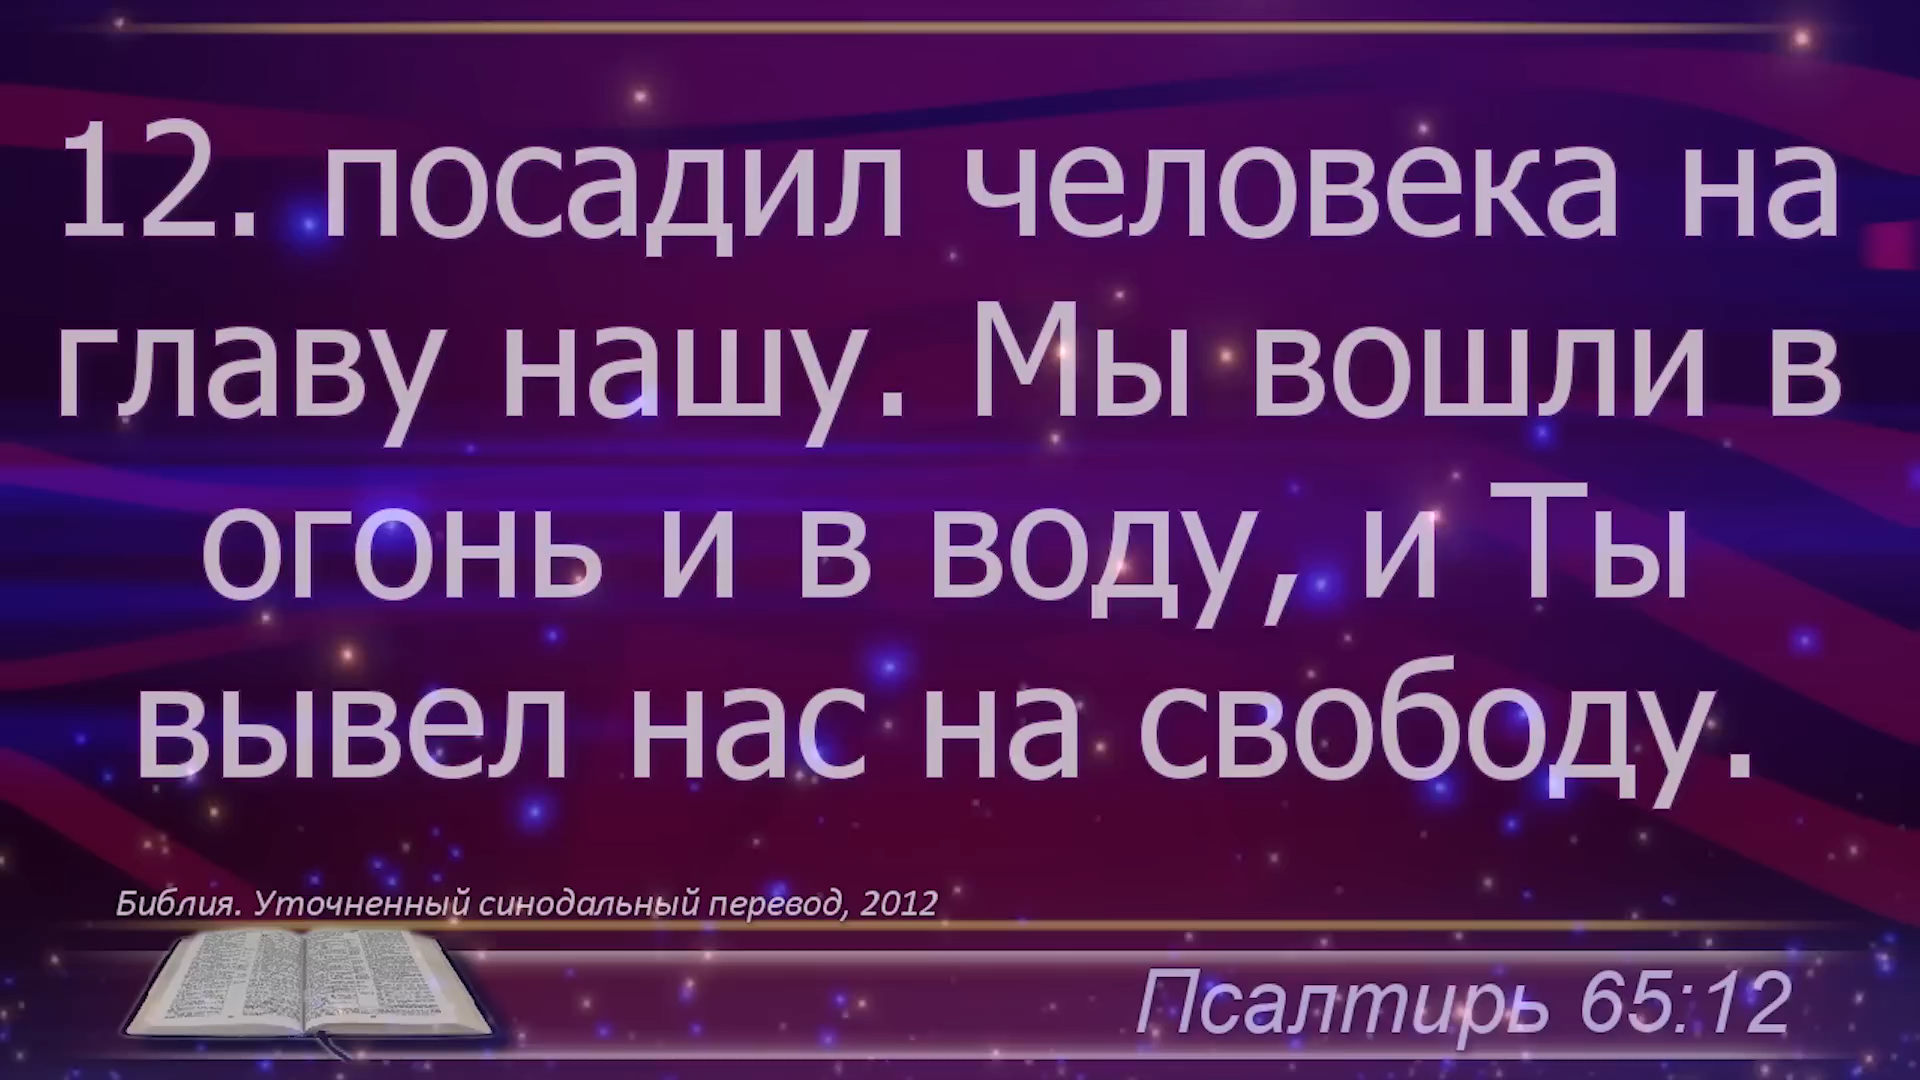 12. посадил человека на
главу нашу. Мы вошли в
огонь и в воду, и Ты
вывел нас на свободу.
Библия. Уточненный синодальный перевод, 2012
Псалтирь 65:12